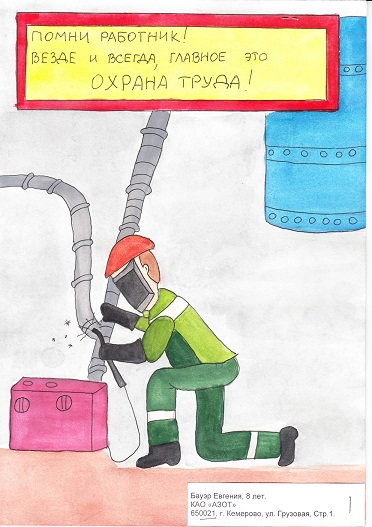 ПОМНИ РАБОТНИК!
ВЕЗДЕ И ВСЕГДА, ГЛАВНОЕ ЭТО
ОХРАНА ТРУДА!
Бауэр Евгения. 8 лет.
КАО «АЗОТ»
650021, г. Кемерово, ул. Грузовая, Стр.1.
1